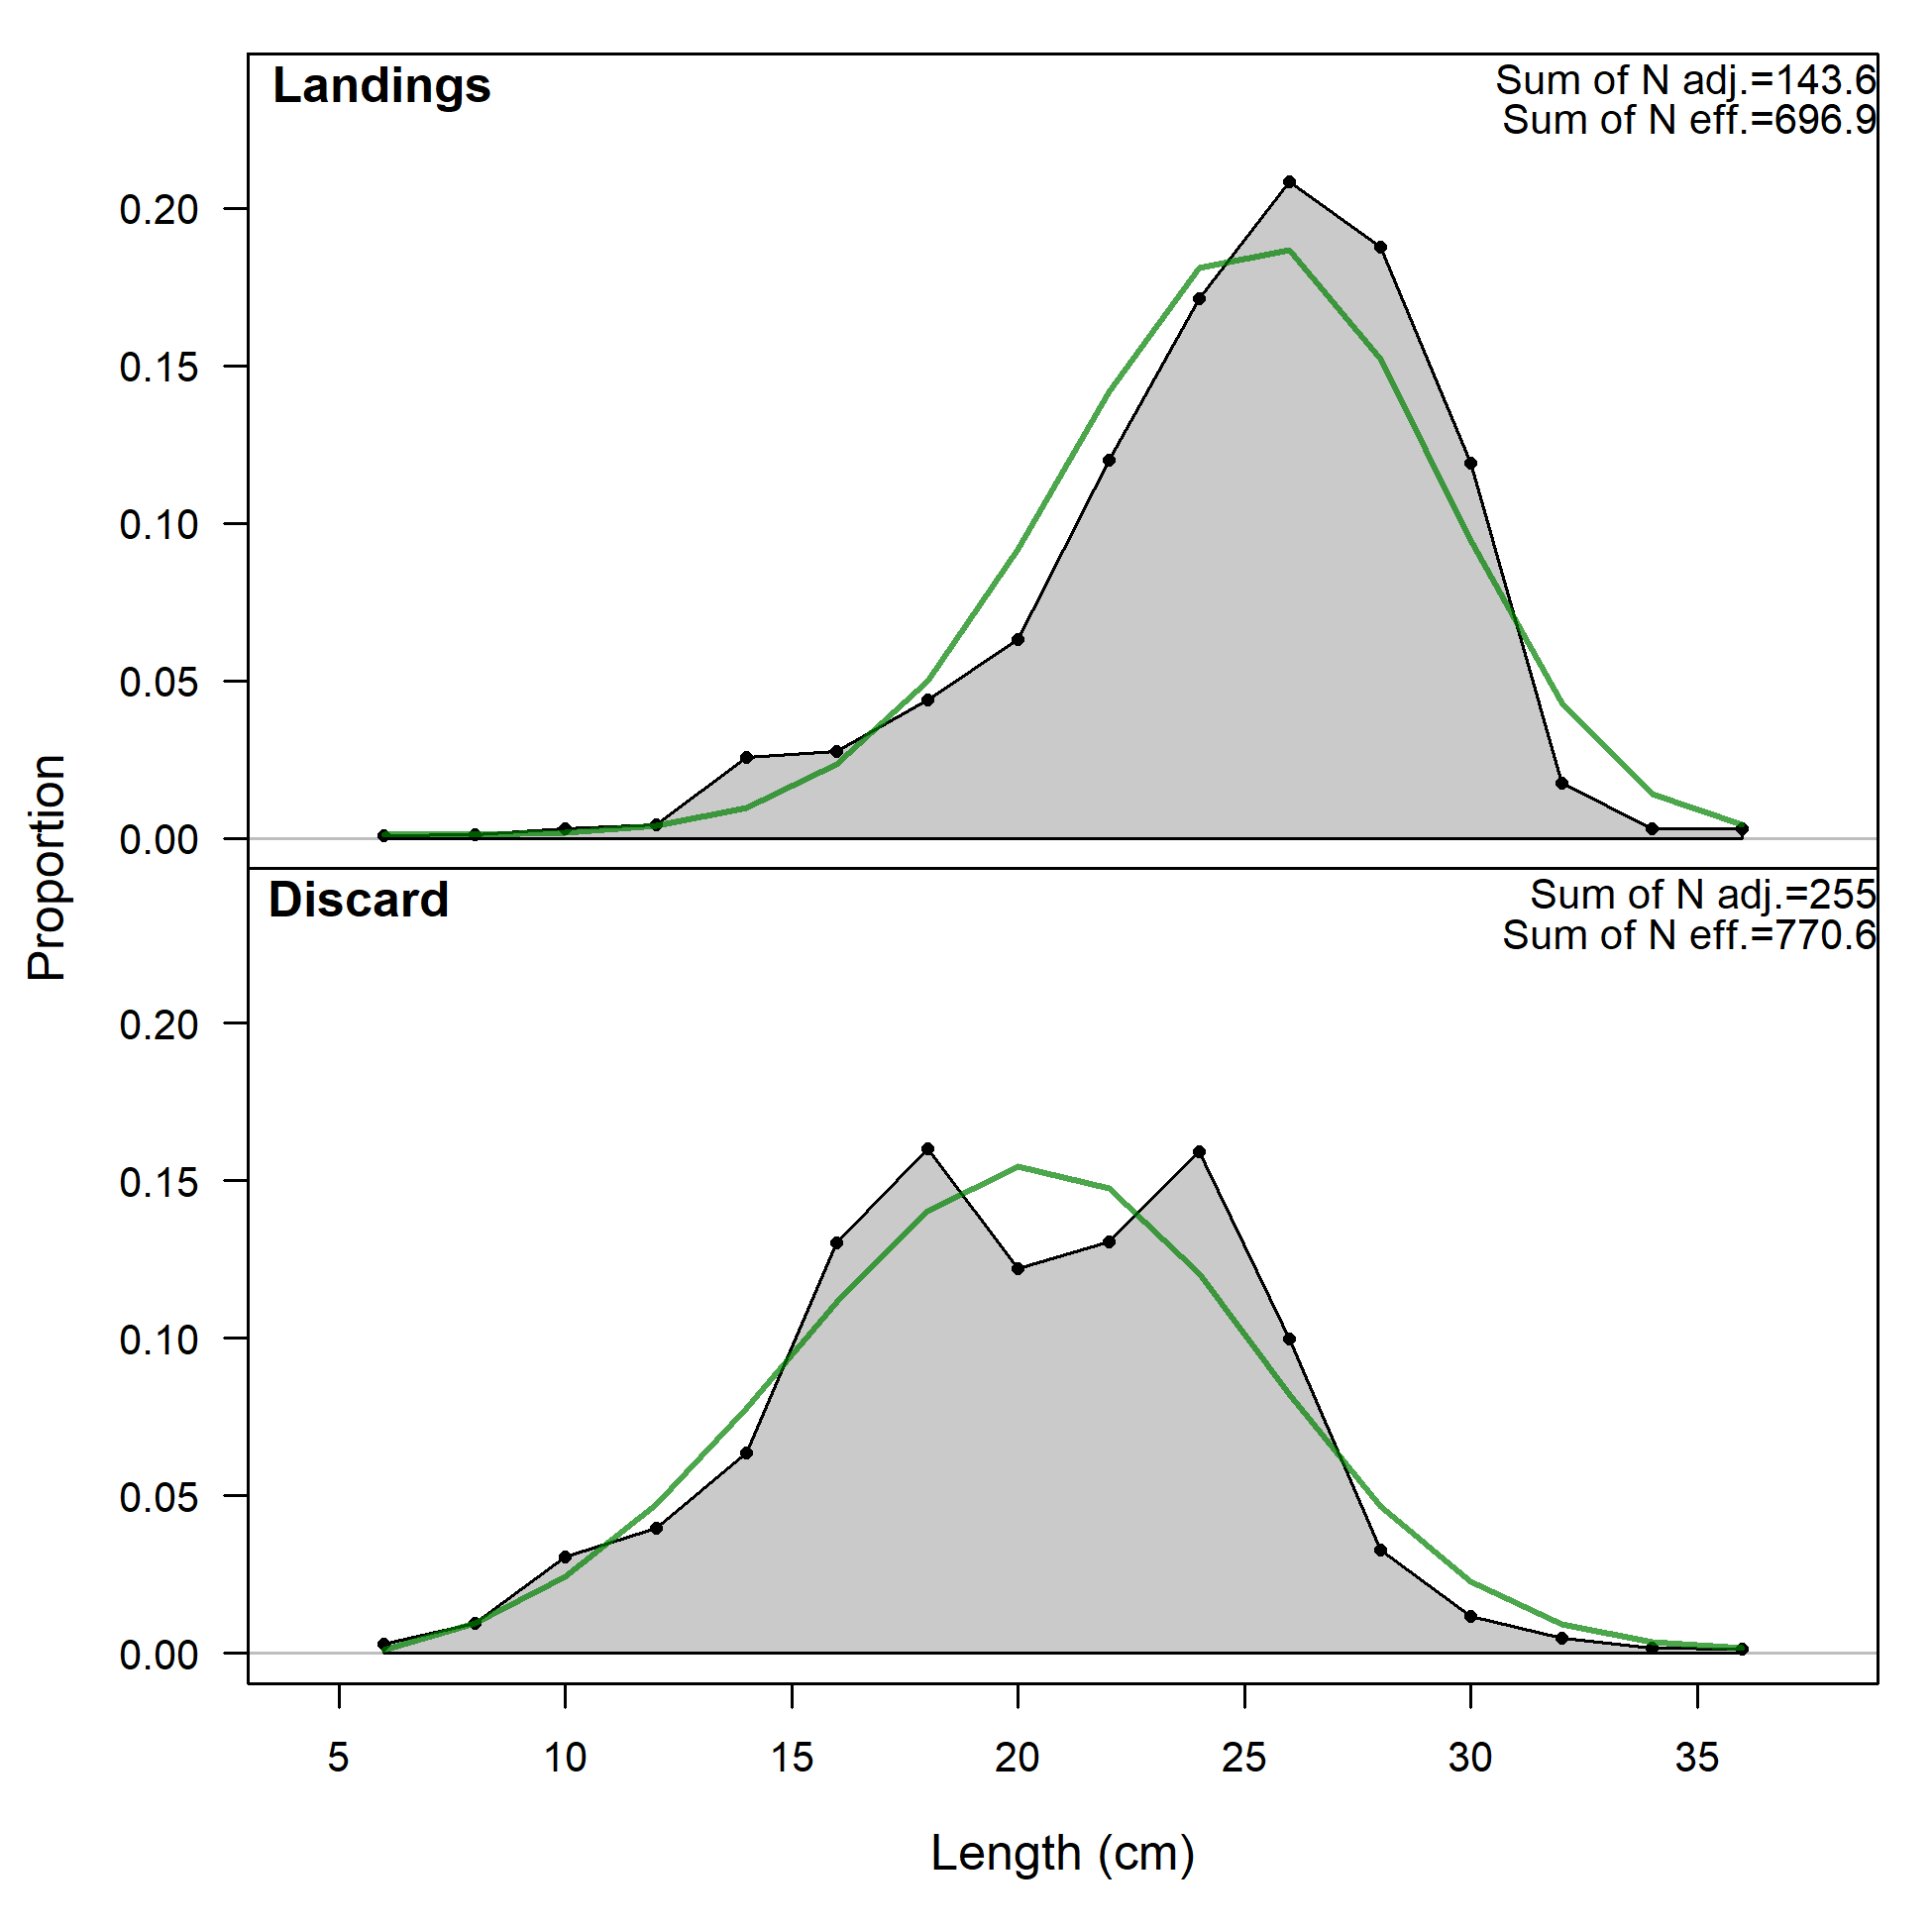 Landings
Sum of N adj.=143.6
Sum of N eff.=696.9
0.20
0.15
0.10
0.05
0.00
Proportion
Discard
Sum of N adj.=255
Sum of N eff.=770.6
0.20
0.15
0.10
0.05
0.00
5 10 15 20 25 30 35
Length (cm)